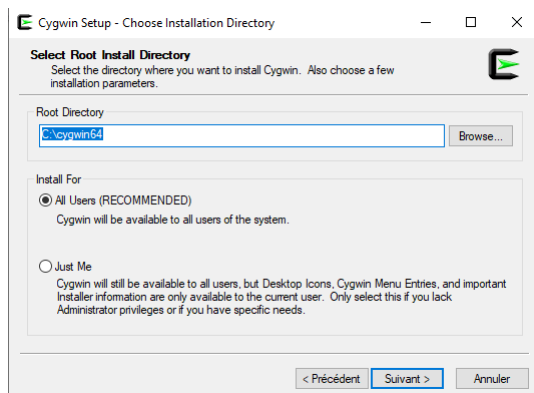 Cygwin Setup - Choose Installation Directory
Select Root Install Directory
Select the directory where you want to install Cygwin. Also choose a few
installation parameters.
Root Directory
C:\cygwin64
Browse...
Install For
All Users (RECOMMENDED)
Cygwin will be available to all users of the system.
Just Me
Cygwin will still be available to all users, but Desktop Icons, Cygwin Menu Entries, and important
Installer information are only available to the current user. Only select this if you lack
Administrator privileges or if you have specific needs.
< Précédent
Suivant >
Annuler